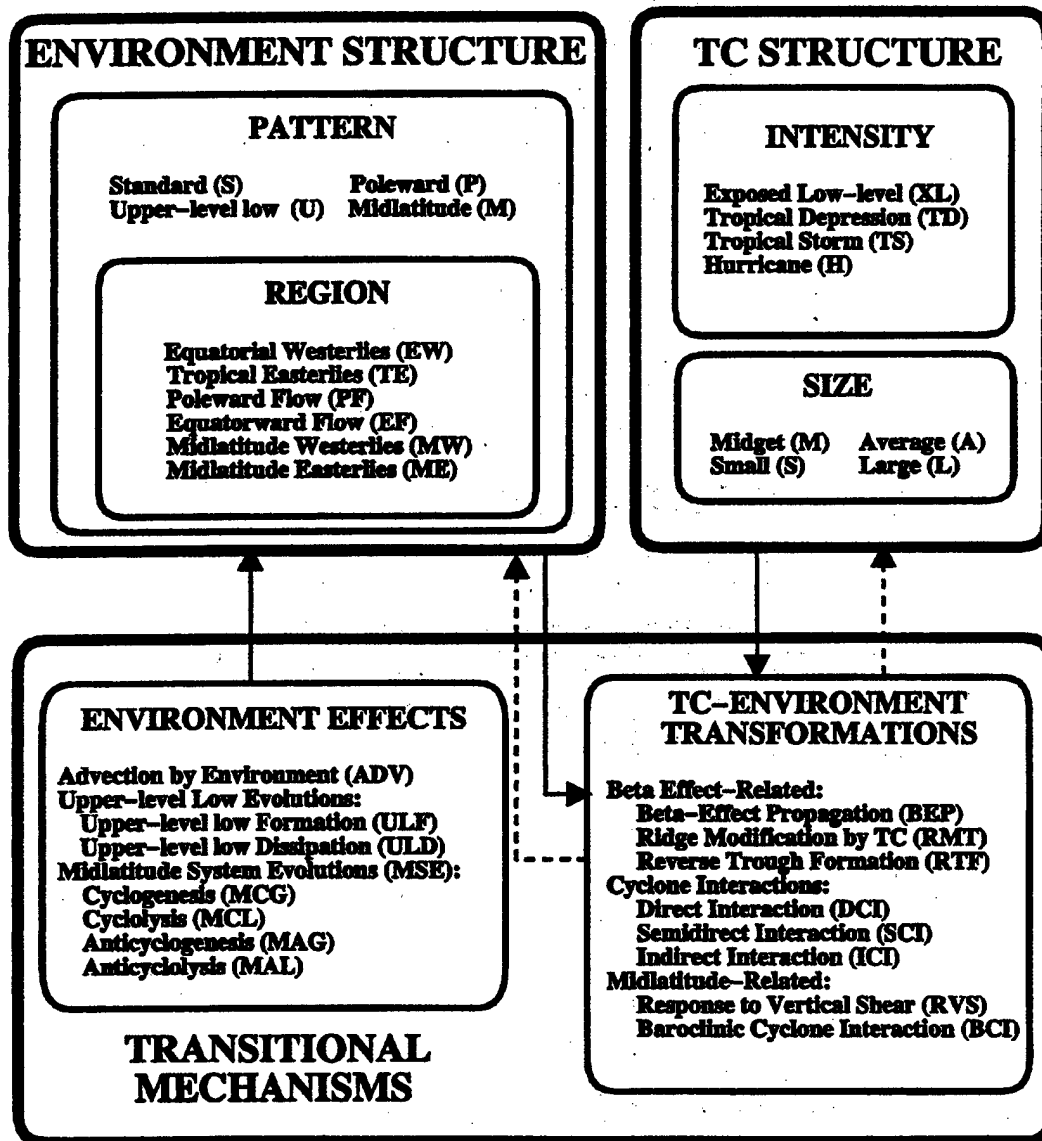 ENVIRONMENT STRUCTURE
PATTERN
Standard (S) Poleward (P)
Upper-level low (U) Midlatitude (M)
REGION
Equatorial Westerlies (EW)
Tropical Easterlies (TE)
Poleward Flow (PF)
Equatorward Flow (EF)
Midlatitude Westerlies (MW)
Midlatitude Easterlies (ME)
TC STRUCTURE
INTENSITY
Exposed Low-level (XL)
Tropical Depression (TD)
Tropical Storm (TS)
Hurricane (H)
SIZE
Midget (M) Average (A)
Small (S) Large (L)
ENVIRONMENT EFFECTS
Advection by Environment (ADV)
Upper-level Low Evolutions:
Upper-level low Formation (ULF)
Upper-level low Dissipation (ULD)
Midlatitude System Evolutions (MSE):
Cyclogenesis (MCG)
Cyclolysis (MCL)
Anticyclogenesis (MAG)
Anticyclolysis (MAL)
TC-ENVIRONMENT
TRANSFORMATIONS
Beta Effect-Related:
Beta-Effect Propagation (BEP)
Ridge Modification by TC (RMT)
Reverse Trough Formation (RTF)
Cyclone Interactions:
Direct Interaction (DCI)
Semidirect Interaction (SCI)
Indirect Interaction (ICI)
Midlatitude-Related:
Response to Vertical Shear (RVS)
Baroclinic Cyclone Interaction (BCI)
TRANSITIONAL
MECHANISMS